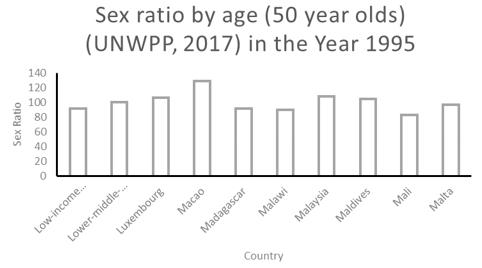 Sex ratio by age (50 year olds)
(UNWPP, 2017) in the Year 1995
140
120
100
80
60
40
20
0
Sex Ratio
Low-income...
Lower-middle-...
Luxembourg
Macao
Madagascar
Malawi
Malaysia
Maldives
Mali
Malta
Country